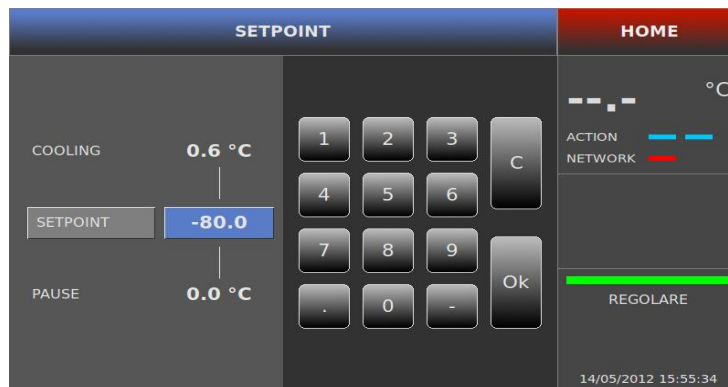 SETPOINT
HOME
--.- °C
ACTION
NETWORK
COOLING 0.6 °C
SETPOINT -80.0
PAUSE 0.0 °C
1 2 3 C
4 5 6
7 8 9 Ok
. 0 -
REGOLARE
14/05/2012 15:55:34